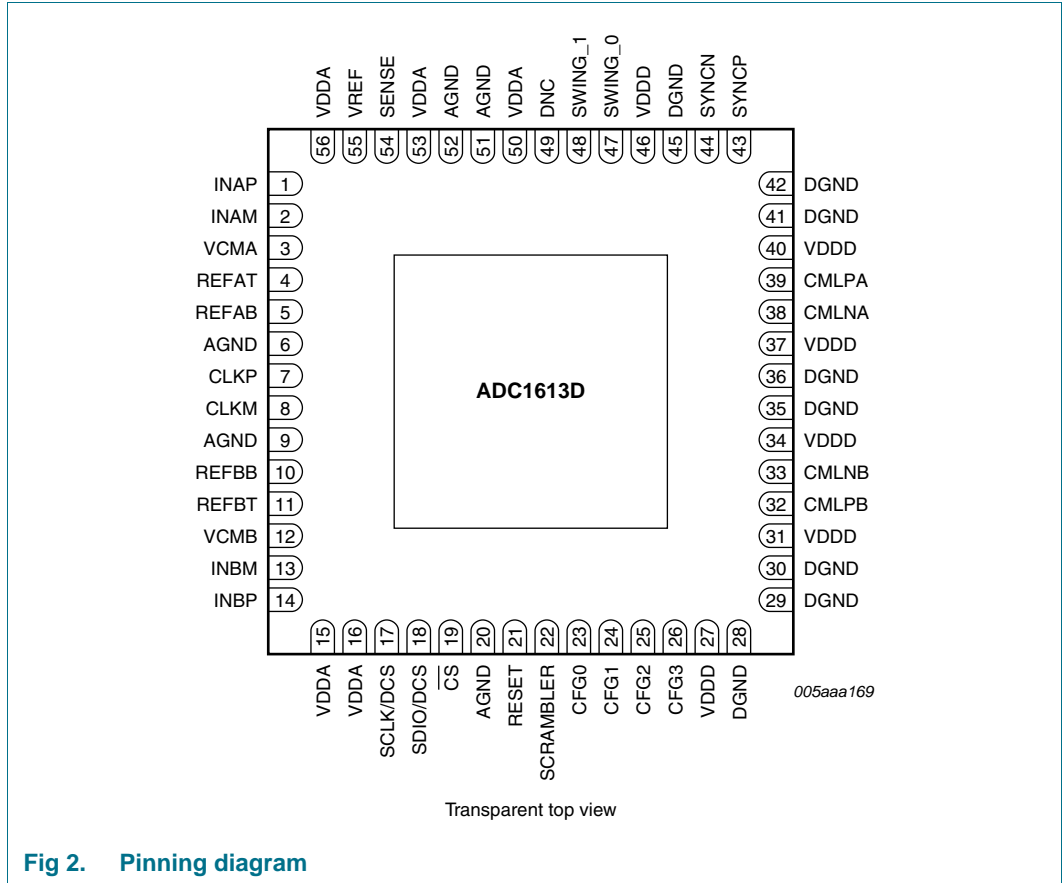 VDDA
VREF
SENSE
VDDA
AGND
AGND
VDDA
DNC
SWING_1
SWING_0
VDDD
DGND
SYNCN
SYNCP
56 55 54 53 52 51 50 49 48 47 46 45 44 43
INAP 1 42 DGND
INAM 2 41 DGND
VCMA 3 40 VDDD
REFAT 4 39 CMLPA
REFAB 5 38 CMLNA
AGND 6 37 VDDD
CLKP 7 36 DGND
ADC1613D
CLKM 8 35 DGND
AGND 9 34 VDDD
REFBB 10 33 CMLNB
REFBT 11 32 CMLPB
VCMB 12 31 VDDD
INBM 13 30 DGND
INBP 14 29 DGND
15 16 17 18 19 20 21 22 23 24 25 26 27 28
VDDA
VDDA
SCLK/DCS
SDIO/DCS
CS
AGND
RESET
SCRAMBLER
CFG0
CFG1
CFG2
CFG3
VDDD
DGND
005aaa169
Transparent top view
Fig 2. Pinning diagram